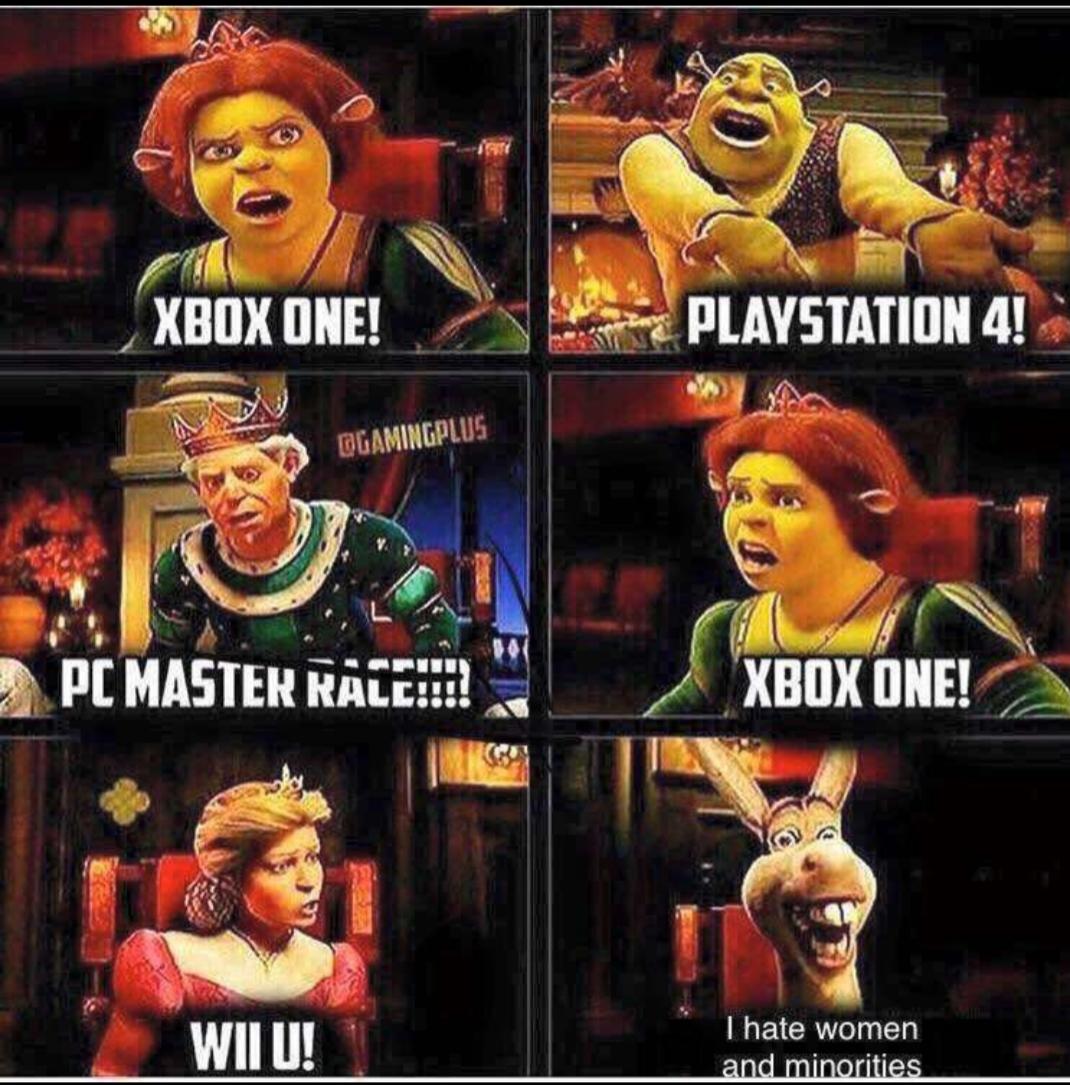 XBOX ONE!
PLAYSTATION 4!
@GAMINGPLUS
PC MASTER RACE!!!!
XBOX ONE!
WII U!
I hate women
and minorities